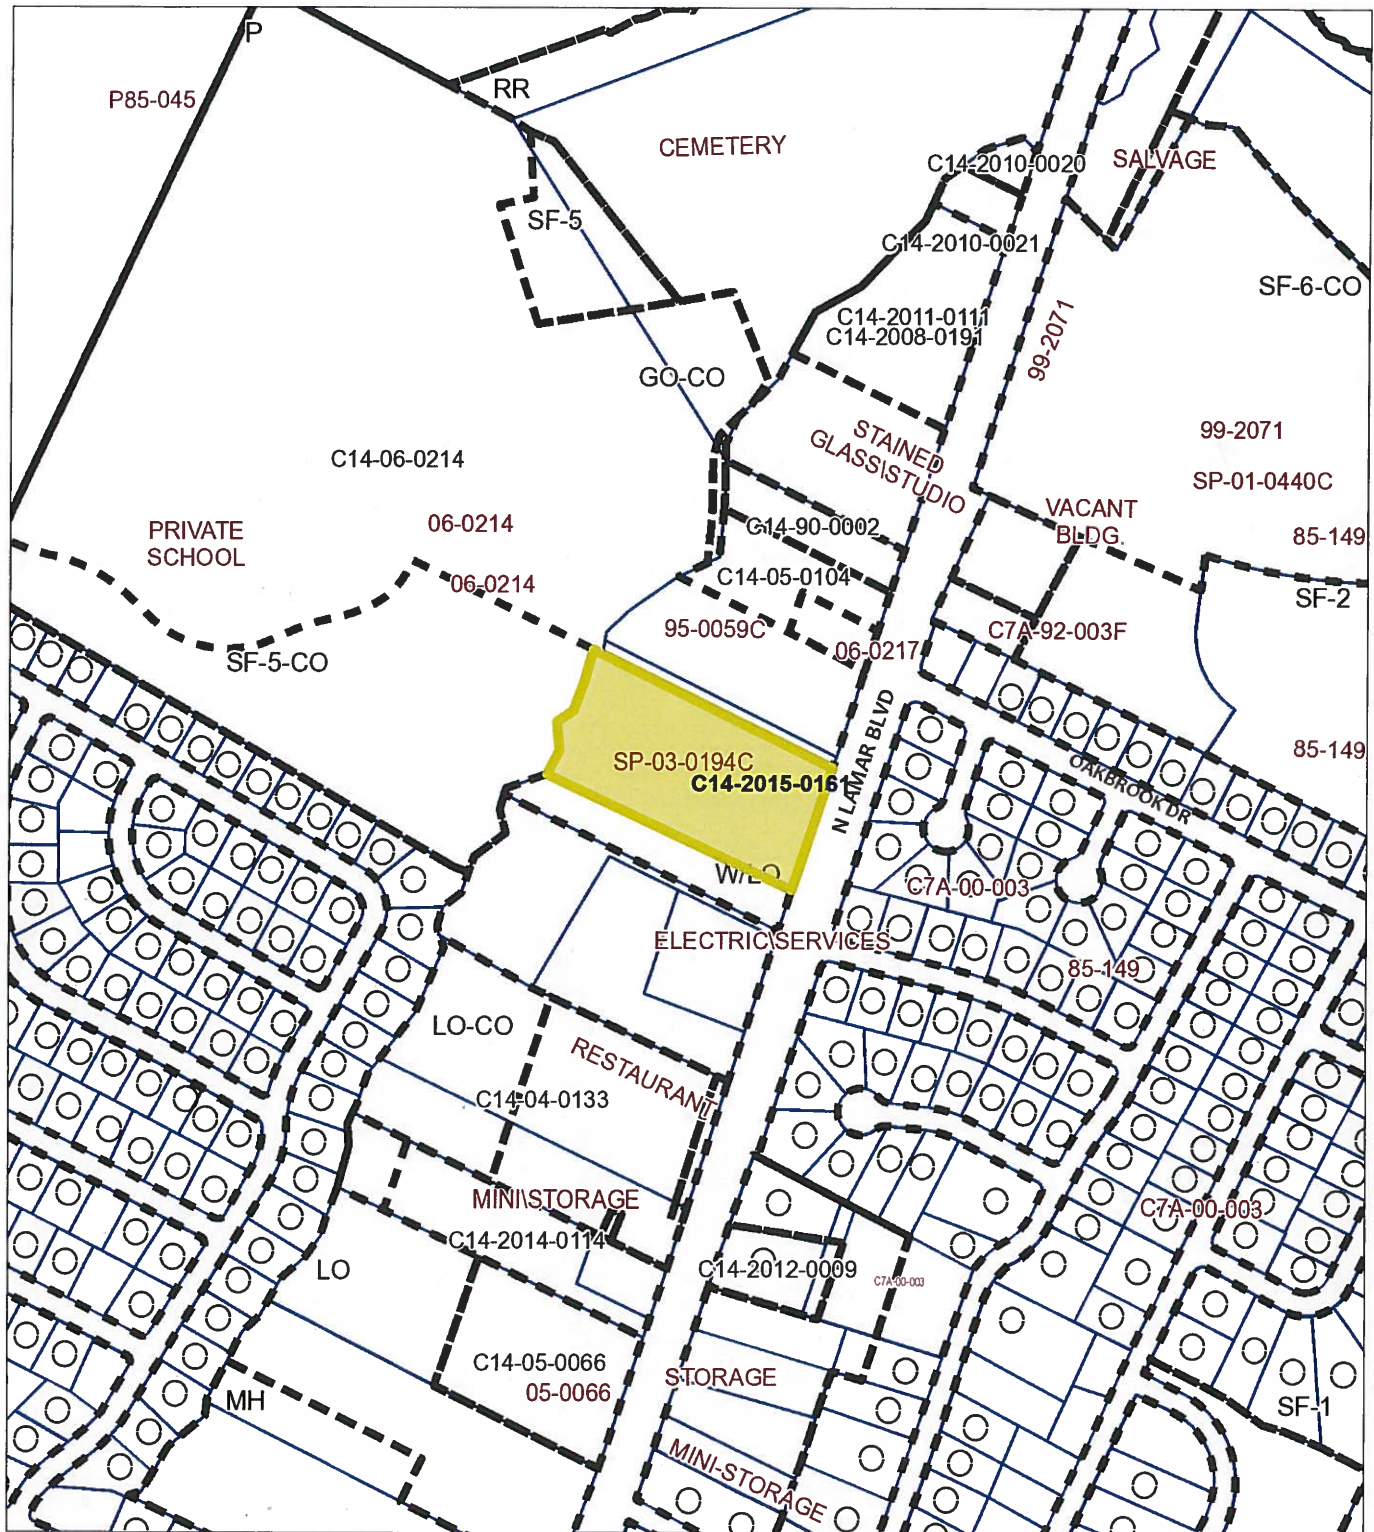 P
P85-045
RR
CEMETERY
C14-2010-0020
SALVAGE
SF-5
C14-2010-0021
SF-6-CO
C14-2011-0111
C14-2008-0191
99-2071
GO-CO
99-2071
C14-06-0214
STAINED
GLASS\STUDIO
SP-01-0440C
PRIVATE
SCHOOL
06-0214
VACANT
BLDG.
C14-90-0002
85-149
06-0214
C14-05-0104
SF-2
95-0059C
C7A-92-003F
06-0217
SF-5-CO
N LAMAR BLVD
85-149
SP-03-0194C
C14-2015-0161
OAKBROOK DR
W/LO
C7A-00-003
ELECTRIC\SERVICES
85-149
LO-CO
RESTAURANT
C14-04-0133
MINI\STORAGE
C7A-00-003
C14-2014-0114
LO
C14-2012-0009
C7A-00-003
C14-05-0066
05-0066
STORAGE
MH
SF-1
MINI-STORAGE